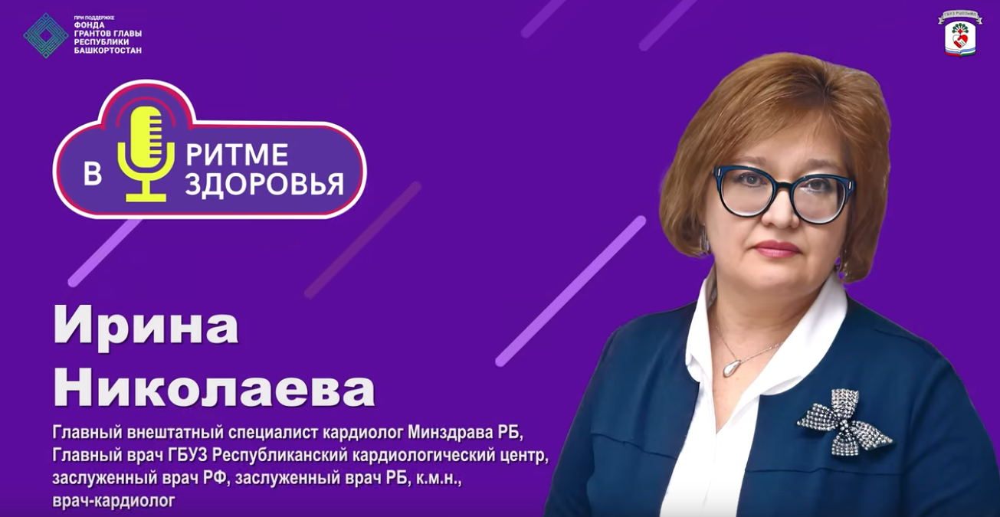 ПРИ ПОДДЕРЖКЕ
ФОНДА
ГРАНТОВ ГЛАВЫ
РЕСПУБЛИКИ
БАШКОРТОСТАН
ГБУЗ РЦОЗиМП
В РИТМЕ
ЗДОРОВЬЯ
Ирина
Николаева
Главный внештатный специалист кардиолог Минздрава РБ,
Главный врач ГБУЗ Республиканский кардиологический центр,
заслуженный врач РФ, заслуженный врач РБ, к.м.н.,
врач-кардиолог